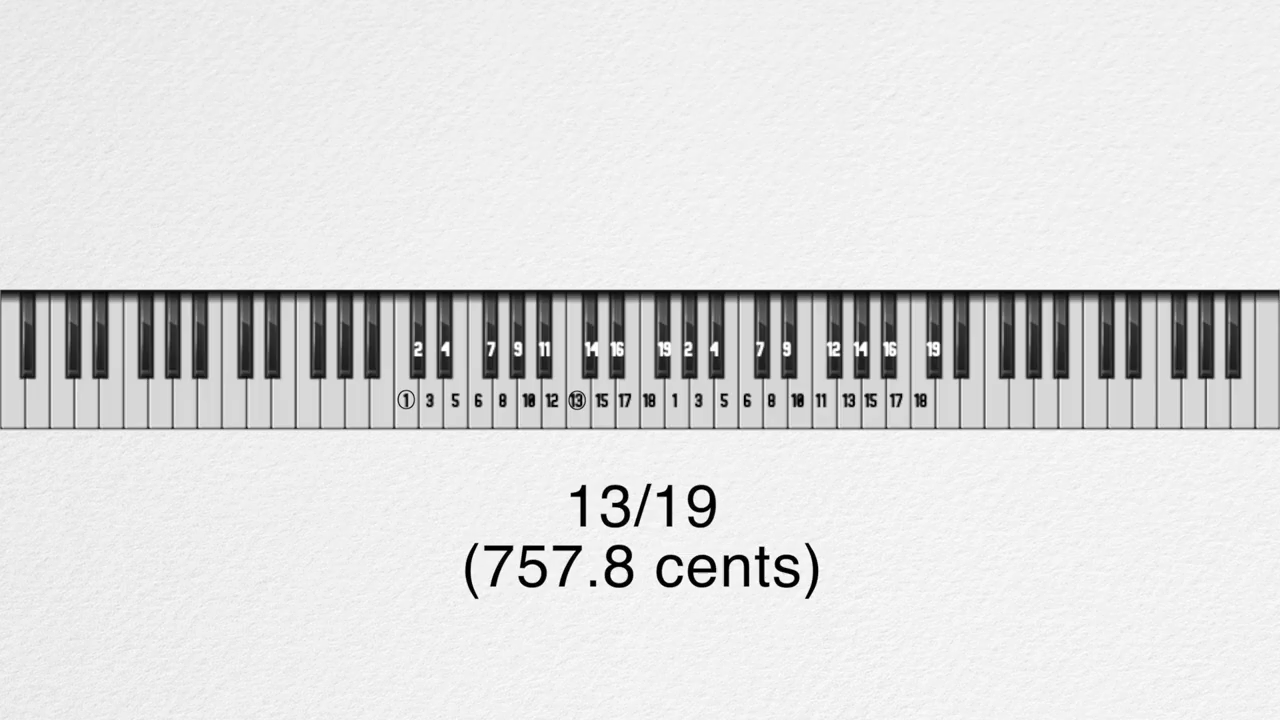 2 4 7 9 11 14 16 19 2 4 7 9 12 14 16 19
1 3 5 6 8 10 12 13 15 17 18 1 3 5 6 8 10 11 13 15 17 18
13/19
(757.8 cents)